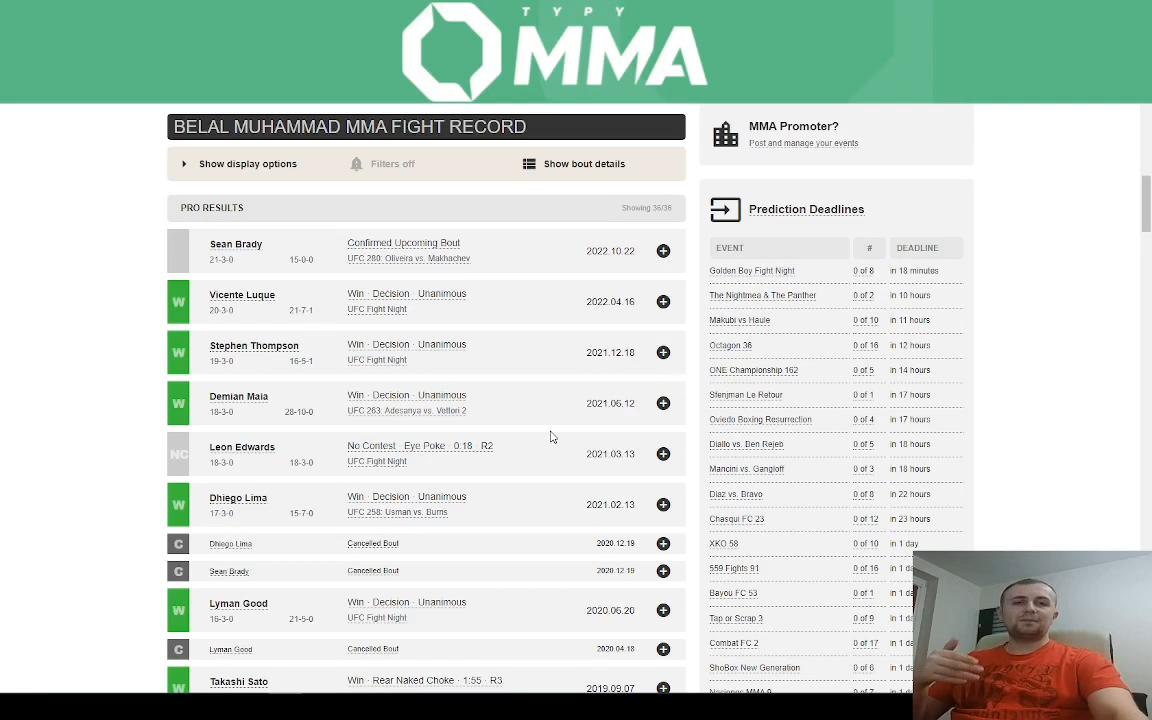 TYPY
MMA
BELAL MUHAMMAD MMA FIGHT RECORD
Show display options
Filters off
Show bout details
PRO RESULTS
Showing 36/36
Sean Brady
21-3-0 15-0-0
Confirmed Upcoming Bout
UFC 280: Oliveira vs. Makhachev
2022.10.22
W
Vicente Luque
20-3-0 21-7-1
Win · Decision · Unanimous
UFC Fight Night
2022.04.16
W
Stephen Thompson
19-3-0 16-5-1
Win · Decision · Unanimous
UFC Fight Night
2021.12.18
W
Demian Maia
18-3-0 28-10-0
Win · Decision · Unanimous
UFC 263: Adesanya vs. Vettori 2
2021.06.12
NC
Leon Edwards
18-3-0 18-3-0
No Contest · Eye Poke · 0:18 · R2
UFC Fight Night
2021.03.13
W
Dhiego Lima
17-3-0 15-7-0
Win · Decision · Unanimous
UFC 258: Usman vs. Burns
2021.02.13
C Dhiego Lima Cancelled Bout 2020.12.19
C Sean Brady Cancelled Bout 2020.12.19
W
Lyman Good
16-3-0 21-5-0
Win · Decision · Unanimous
UFC Fight Night
2020.06.20
C Lyman Good Cancelled Bout 2020.04.18
W Takashi Sato Win · Rear Naked Choke · 1:55 · R3 2019.09.07
MMA Promoter?
Post and manage your events
Prediction Deadlines
EVENT # DEADLINE
Golden Boy Fight Night 0 of 8 in 18 minutes
The Nightmea & The Panther 0 of 2 in 10 hours
Makubi vs Haule 0 of 10 in 11 hours
Octagon 36 0 of 16 in 12 hours
ONE Championship 162 0 of 5 in 14 hours
Sfenjman Le Retour 0 of 1 in 17 hours
Oviedo Boxing Resurrection 0 of 4 in 17 hours
Diallo vs. Ben Rejeb 0 of 5 in 18 hours
Mancini vs. Gangloff 0 of 3 in 18 hours
Diaz vs. Bravo 0 of 8 in 22 hours
Chasqui FC 23 0 of 12 in 23 hours
XKO 58 0 of 10 in 1 day
559 Fights 91 0 of 16 in 1 da
Bayou FC 53 0 of 1 in 1 da
Tap or Scrap 3 0 of 9 in 1 da
Combat FC 2 0 of 17 in 1 da
ShoBox New Generation 0 of 6 in 1 da